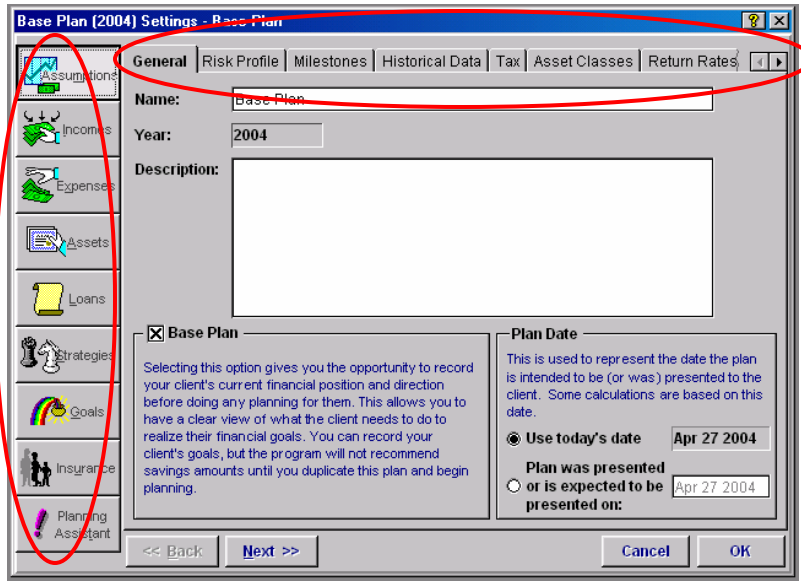 Base Plan (2004) Settings - Base Plan
Assumptions
Incomes
Expenses
Assets
Loans
Strategies
Goals
Insurance
Planning
Assistant
General Risk Profile Milestones Historical Data Tax Asset Classes Return Rates
Name: Base Plan
Year: 2004
Description:
Base Plan
Selecting this option gives you the opportunity to record
your client's current financial position and direction
before doing any planning for them. This allows you to
have a clear view of what the client needs to do to
realize their financial goals. You can record your
client's goals, but the program will not recommend
savings amounts until you duplicate this plan and begin
planning.
Plan Date
This is used to represent the date the plan
is intended to be (or was) presented to the
client. Some calculations are based on this
date.
Use today's date Apr 27 2004
Plan was presented
or is expected to be Apr 27 2004
presented on:
<< Back Next >> Cancel OK